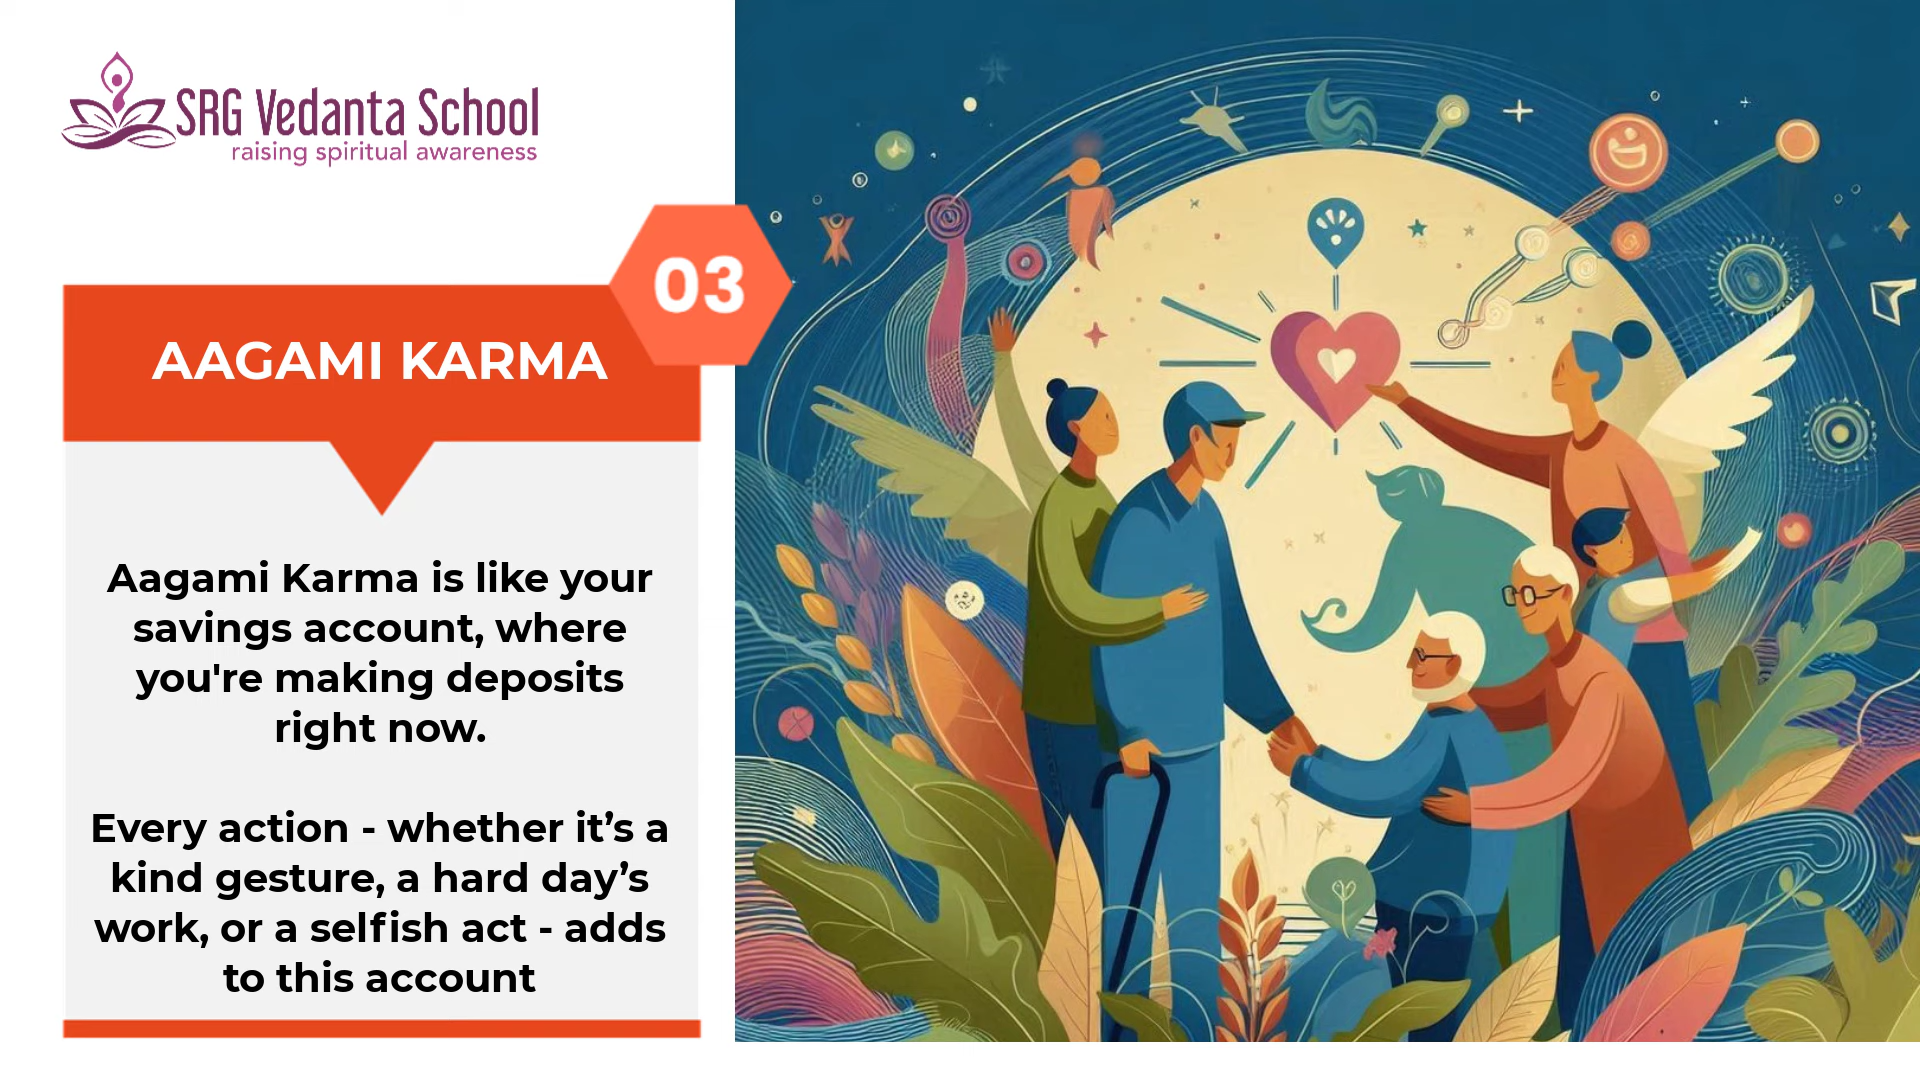 SRG Vedanta School
raising spiritual awareness
03
AAGAMI KARMA
Aagami Karma is like your
savings account, where
you're making deposits
right now.
Every action - whether it’s a
kind gesture, a hard day’s
work, or a selfish act - adds
to this account